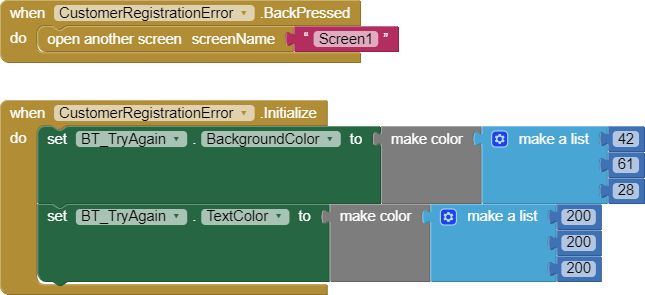 when CustomerRegistrationError .BackPressed
do open another screen screenName “ Screen1 ”
when CustomerRegistrationError .Initialize
do set BT_TryAgain . BackgroundColor to make color make a list 42
61
28
set BT_TryAgain . TextColor to make color make a list 200
200
200